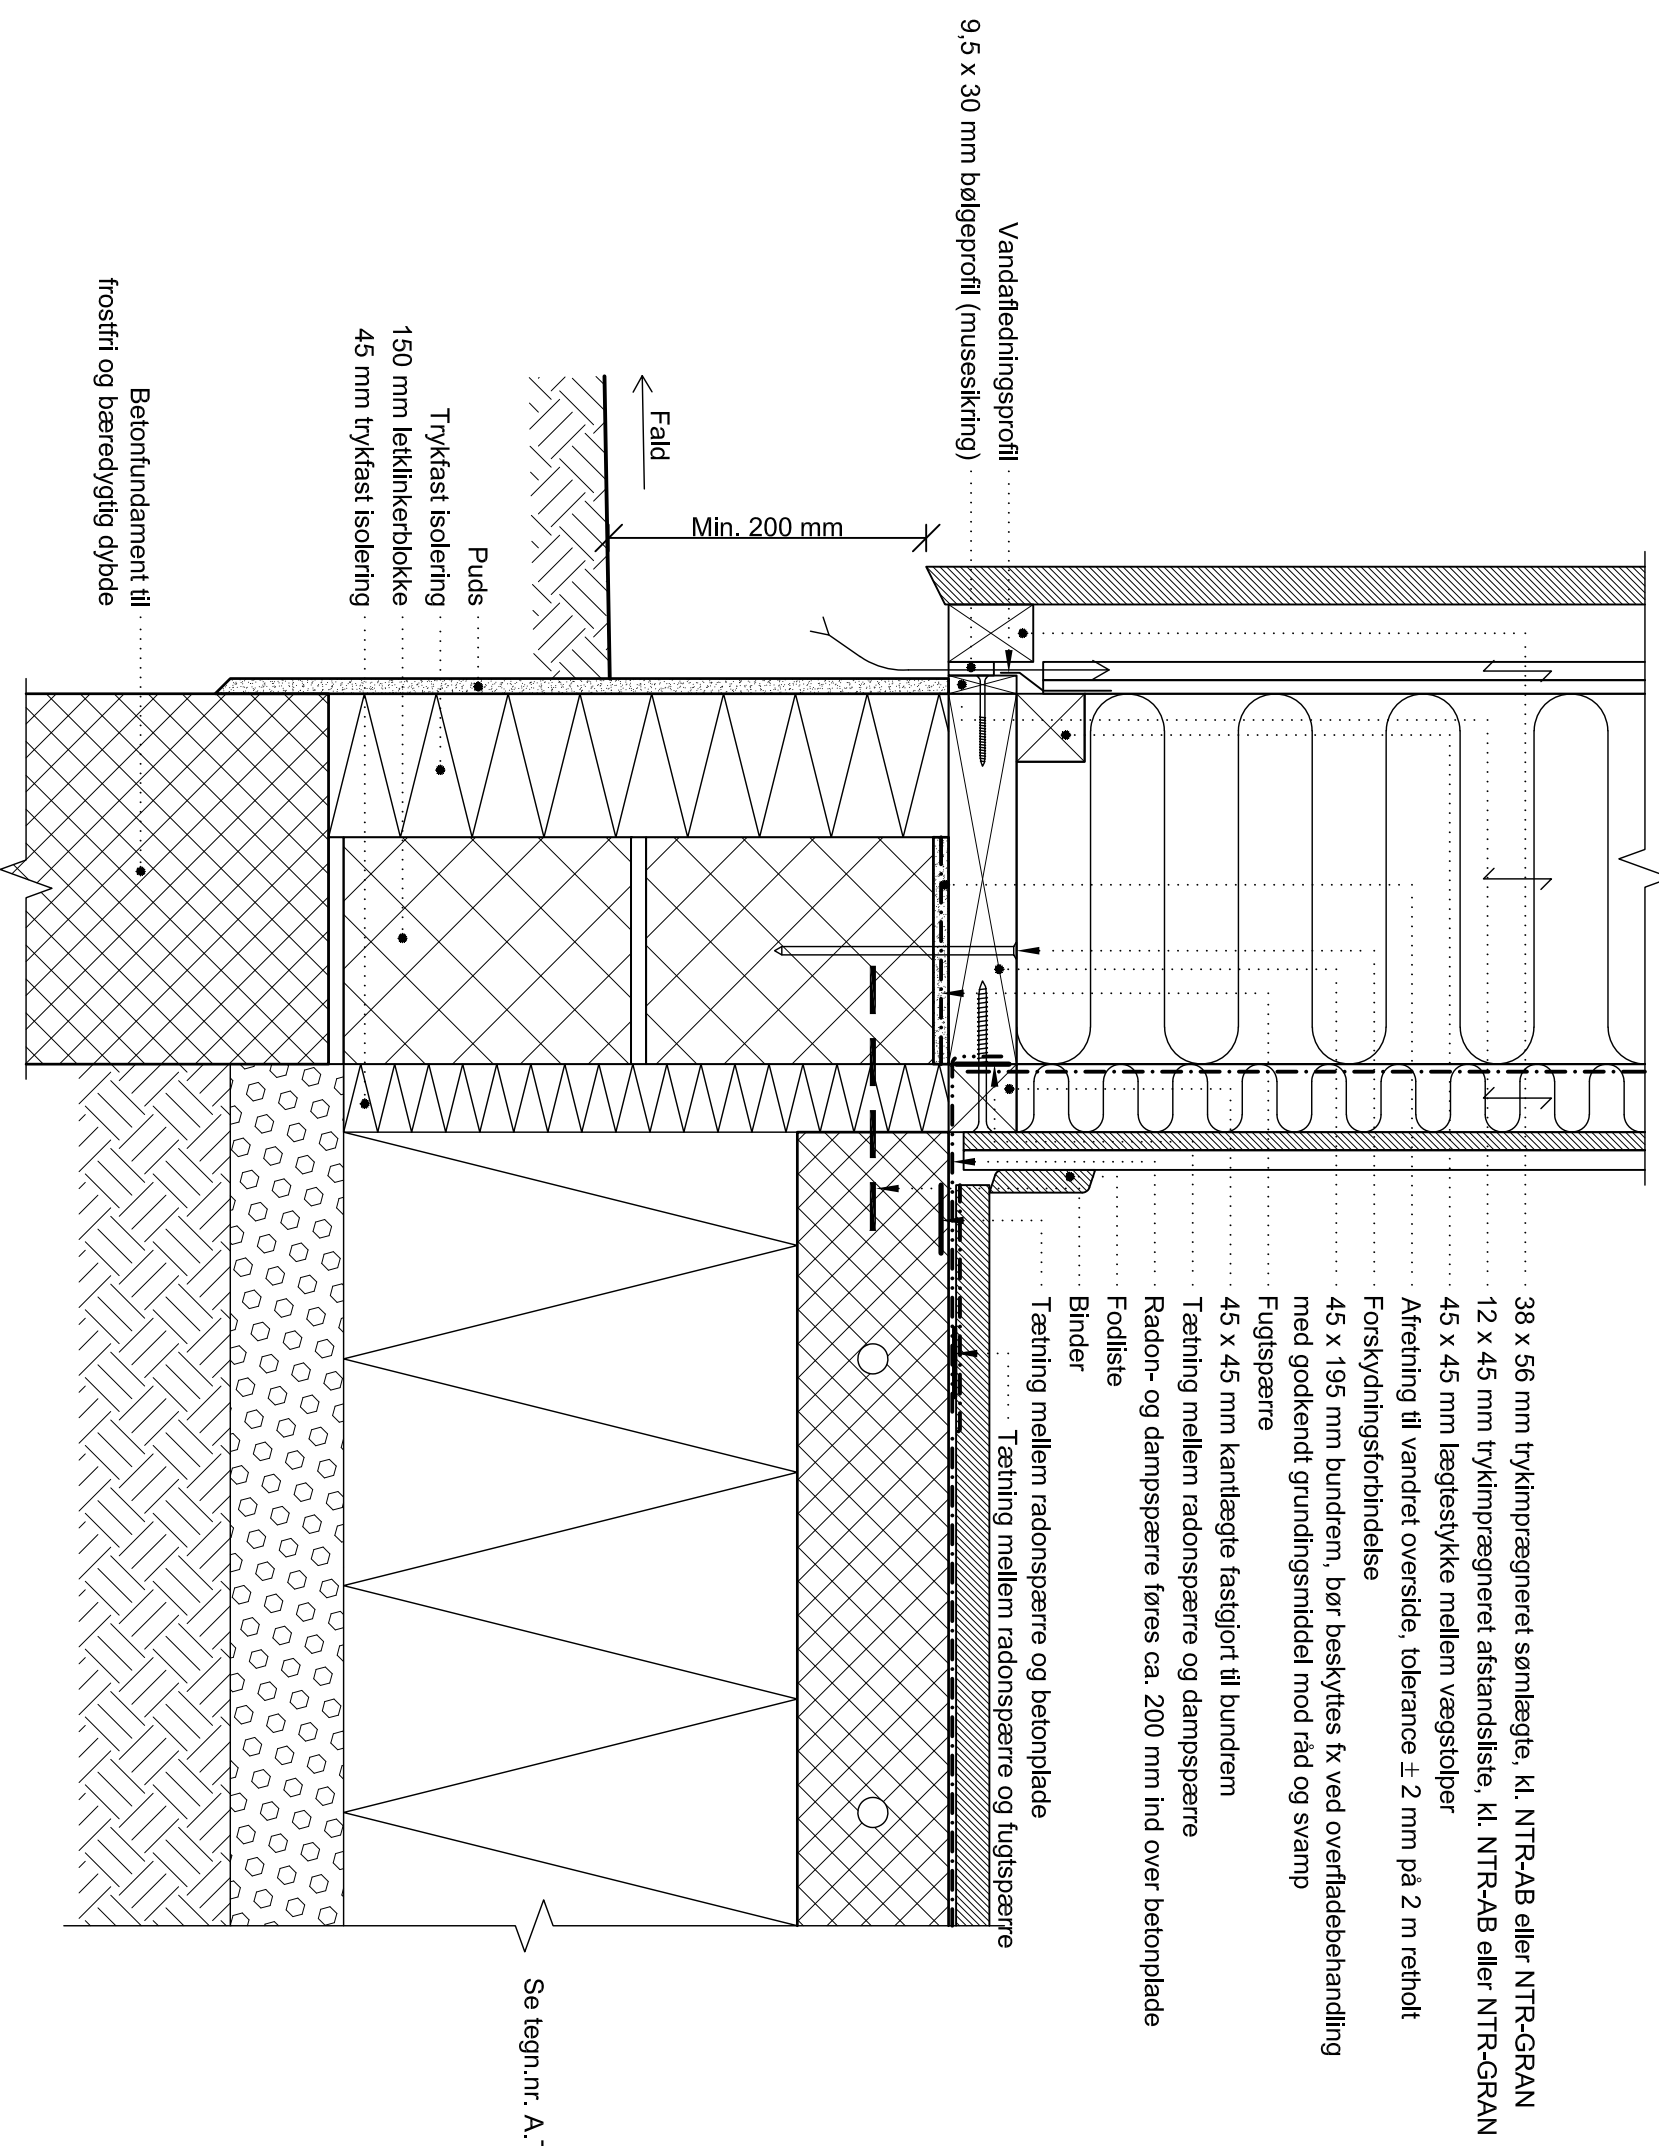 38 x 56 mm trykimprægneret sømlægte, kl. NTR-AB eller NTR-GRAN
12 x 45 mm trykimprægneret afstandsliste, kl. NTR-AB eller NTR-GRAN
45 x 45 mm lægtestykke mellem vægstolper
Afretning til vandret overside, tolerance ± 2 mm på 2 m retholt
Forskydningsforbindelse
45 x 195 mm bundrem, bør beskyttes fx ved overfladebehandling
med godkendt grundingsmiddel mod råd og svamp
Fugtspærre
45 x 45 mm kantlægte fastgjort til bundrem
Tætning mellem radonspærre og dampspærre
Radon- og dampspærre føres ca. 200 mm ind over betonplade
Fodliste
Binder
Tætning mellem radonspærre og betonplade
Tætning mellem radonspærre og fugtspærre
Vandafledningsprofil
9,5 x 30 mm bølgeprofil (musesikring)
Min. 200 mm
Fald
Puds
Trykfast isolering
150 mm letklinkerblokke
45 mm trykfast isolering
Betonfundament til
frostfri og bæredygtig dybde
Se tegn.nr. A.